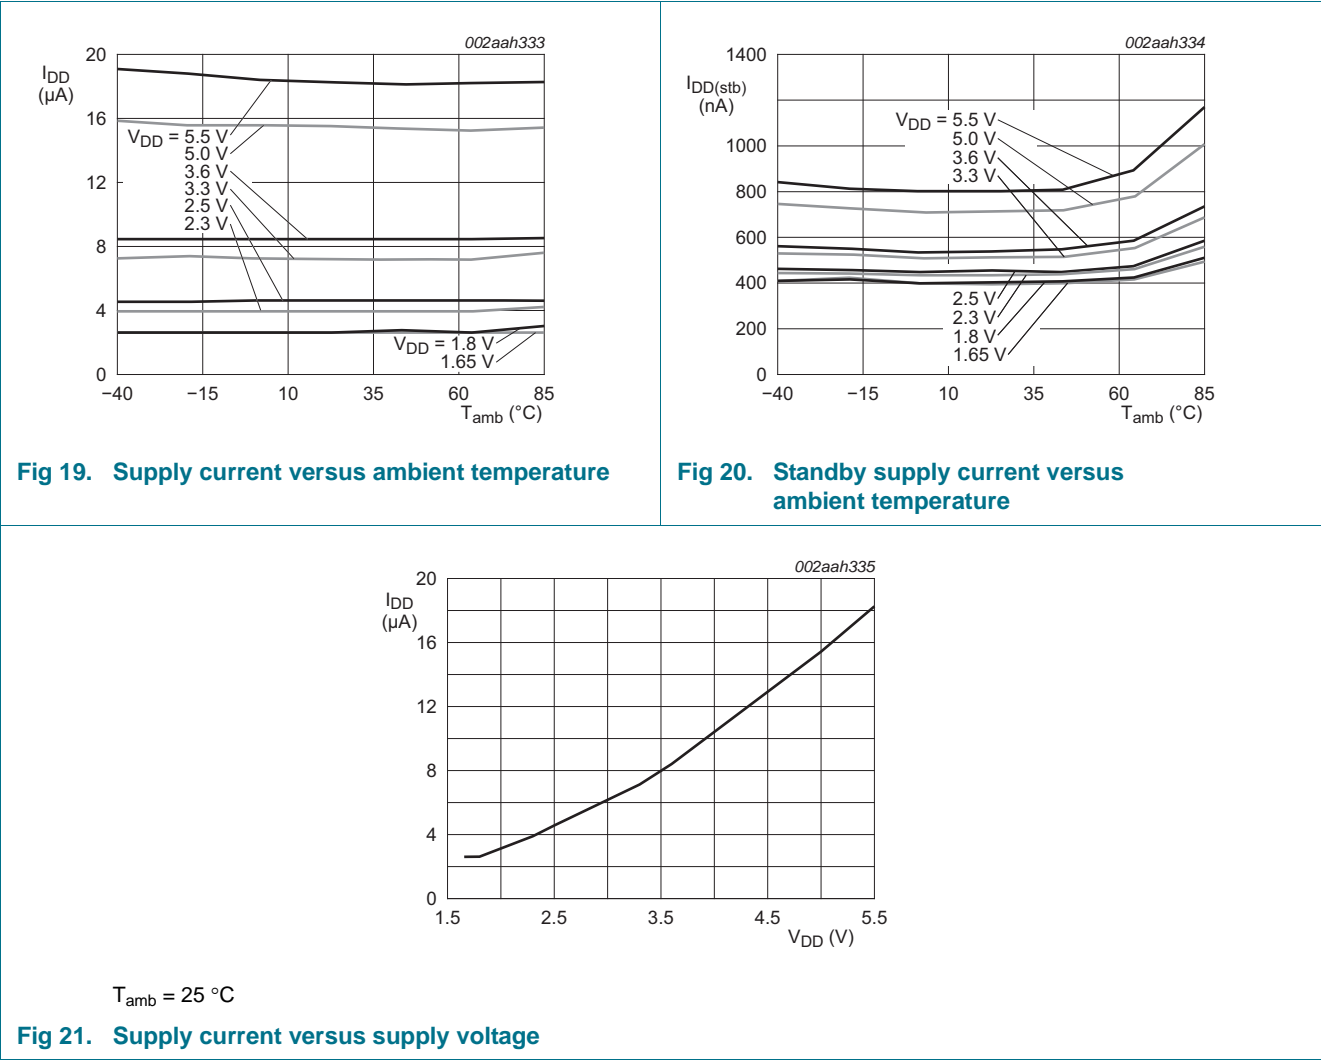 002aah333
20
16
12
8
4
0
IDD
(μA)
VDD = 5.5 V
5.0 V
3.6 V
3.3 V
2.5 V
2.3 V
VDD = 1.8 V
1.65 V
−40
−15
10
35
60
85
Tamb (°C)
Fig 19. Supply current versus ambient temperature
002aah334
1400
1000
800
600
400
200
0
IDD(stb)
(nA)
VDD = 5.5 V
5.0 V
3.6 V
3.3 V
2.5 V
2.3 V
1.8 V
1.65 V
−40
−15
10
35
60
85
Tamb (°C)
Fig 20. Standby supply current versus
ambient temperature
002aah335
20
16
12
8
4
0
IDD
(μA)
1.5
2.5
3.5
4.5
5.5
VDD (V)
Tamb = 25 °C
Fig 21. Supply current versus supply voltage